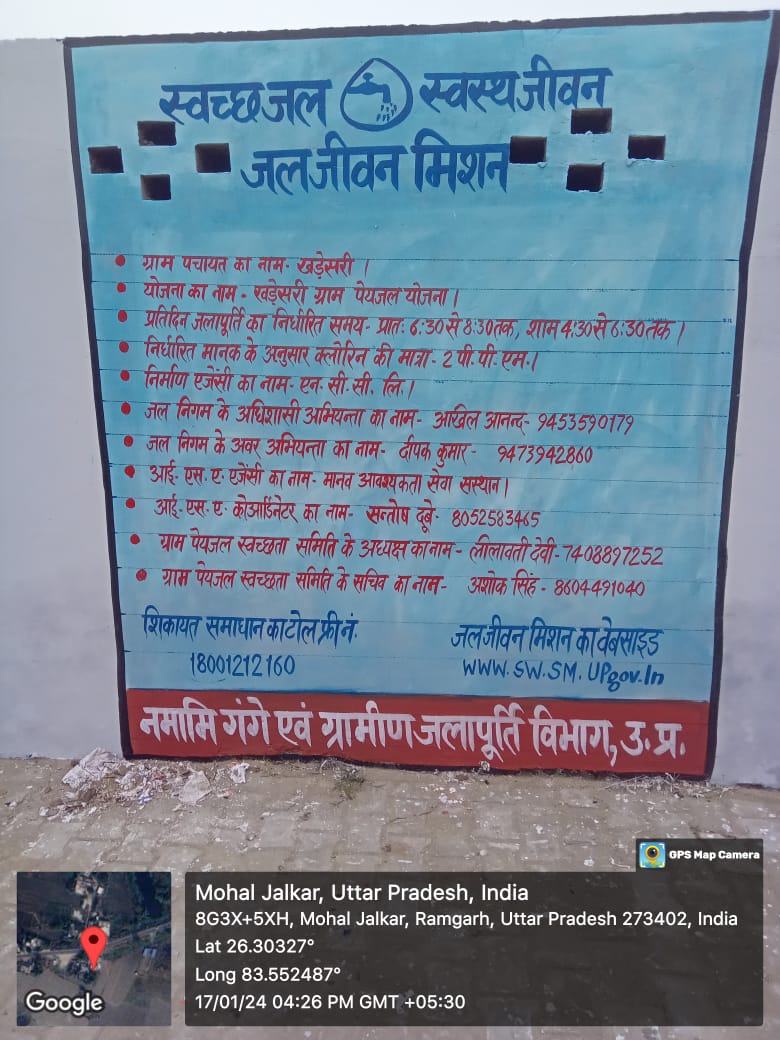 स्वच्छ जल स्वस्थ जीवन
जल जीवन मिशन
ग्राम पंचायत का नाम- खड़ेसरी ।
योजना का नाम - खड़ेसरी ग्राम पेयजल योजना ।
प्रतिदिन जलापूर्ति का निर्धारित समय- प्रातः 6:30 से 8:30 तक, शाम 4:30 से 6:30 तक ।
निर्धारित मानक के अनुसार क्लोरिन की मात्रा- 2 पी. पी. एम. ।
निर्माण एजेंसी का नाम- एन. सी. सी. लि. ।
जल निगम के अधिशासी अभियन्ता का नाम- अखिल आनन्द- 9453590179
जल निगम के अवर अभियन्ता का नाम- दीपक कुमार- 9473942860
आई. एस. ए. एजेंसी का नाम- मानव आवश्यकता सेवा संस्थान ।
आई. एस. ए. कोआर्डिनेटर का नाम- सन्तोष दूबे- 8052583465
ग्राम पेयजल स्वच्छता समिति के अध्यक्ष का नाम- लीलावती देवी- 7408897252
ग्राम पेयजल स्वच्छता समिति के सचिव का नाम- अशोक सिंह - 8604491040
शिकायत समाधान का टोल फ्री नं.
18001212160
जल जीवन मिशन का वेबसाइड
WWW.SW.SM.UPgov.In
नमामि गंगे एवं ग्रामीण जलापूर्ति विभाग, उ. प्र.
GPS Map Camera
Mohal Jalkar, Uttar Pradesh, India
8G3X+5XH, Mohal Jalkar, Ramgarh, Uttar Pradesh 273402, India
Lat 26.30327°
Long 83.552487°
17/01/24 04:26 PM GMT +05:30
Google